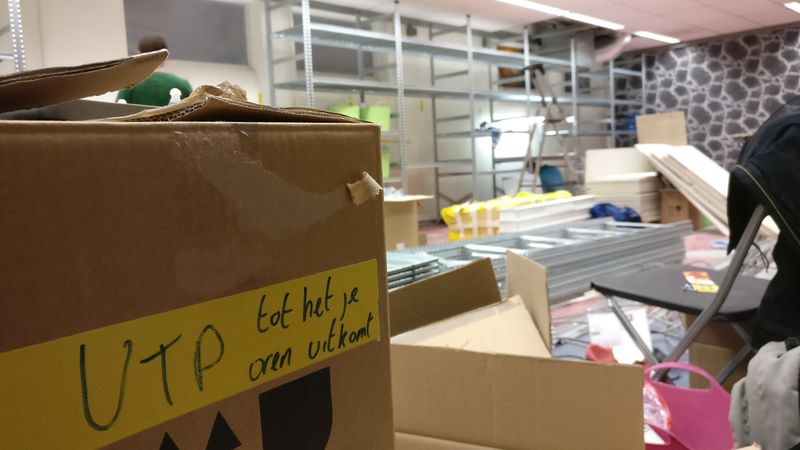 UTP tot het je
oren uitkomt